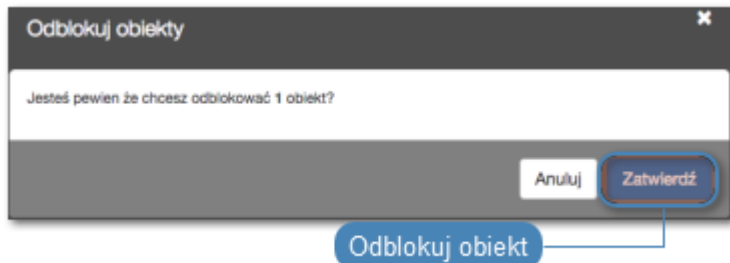 Odblokuj obiekty
Jesteś pewien że chcesz odblokować 1 obiekt?
Anuluj Zatwierdź
Odblokuj obiekt